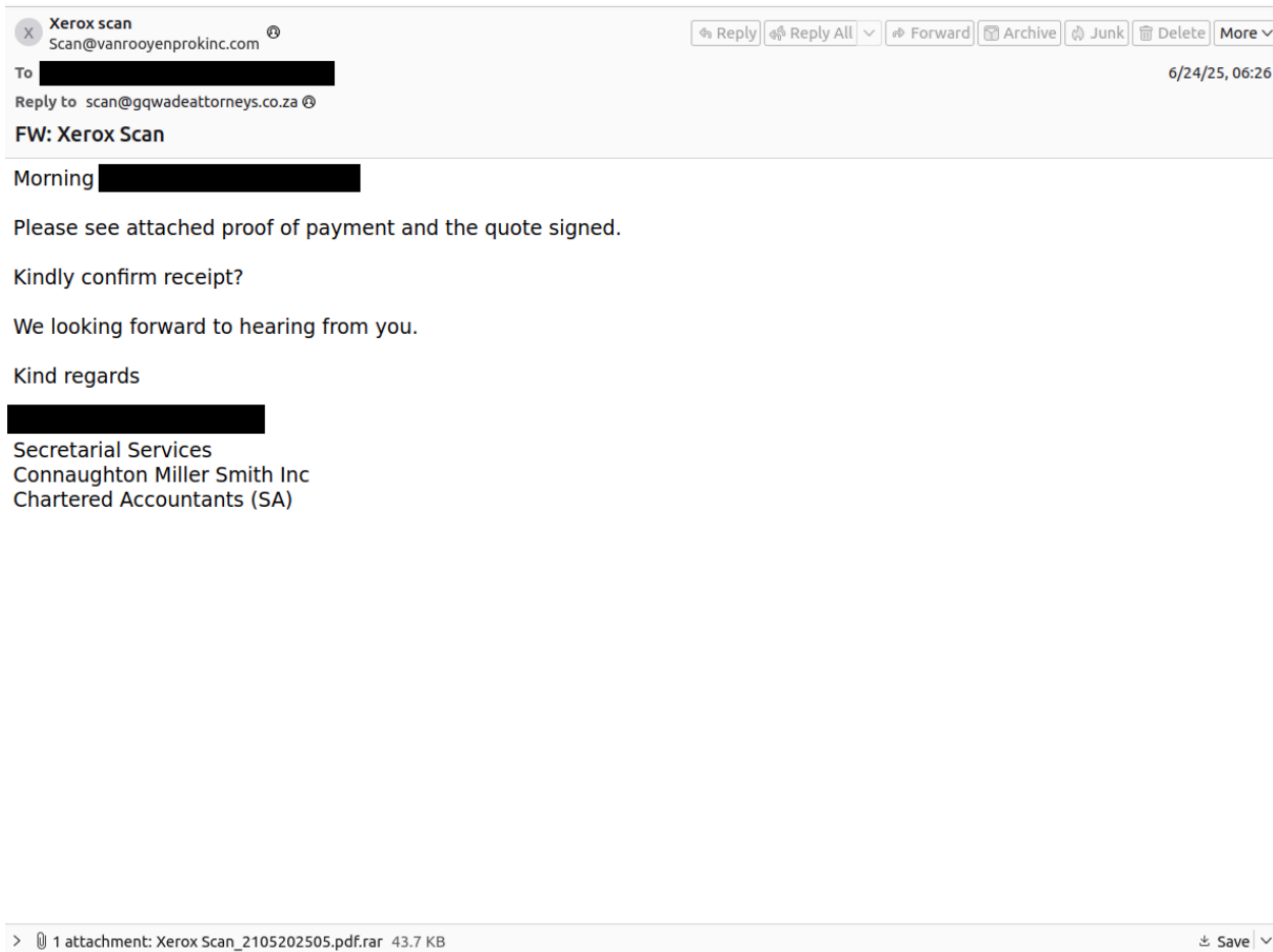 X
Xerox scan
Scan@vanrooyenprokinc.com
Reply
Reply All
Forward
Archive
Junk
Delete
More
To
6/24/25, 06:26
Reply to scan@gqwadeattorneys.co.za
FW: Xerox Scan
Morning
Please see attached proof of payment and the quote signed.
Kindly confirm receipt?
We looking forward to hearing from you.
Kind regards
Secretarial Services
Connaughton Miller Smith Inc
Chartered Accountants (SA)
1 attachment: Xerox Scan_2105202505.pdf.rar 43.7 KB
Save